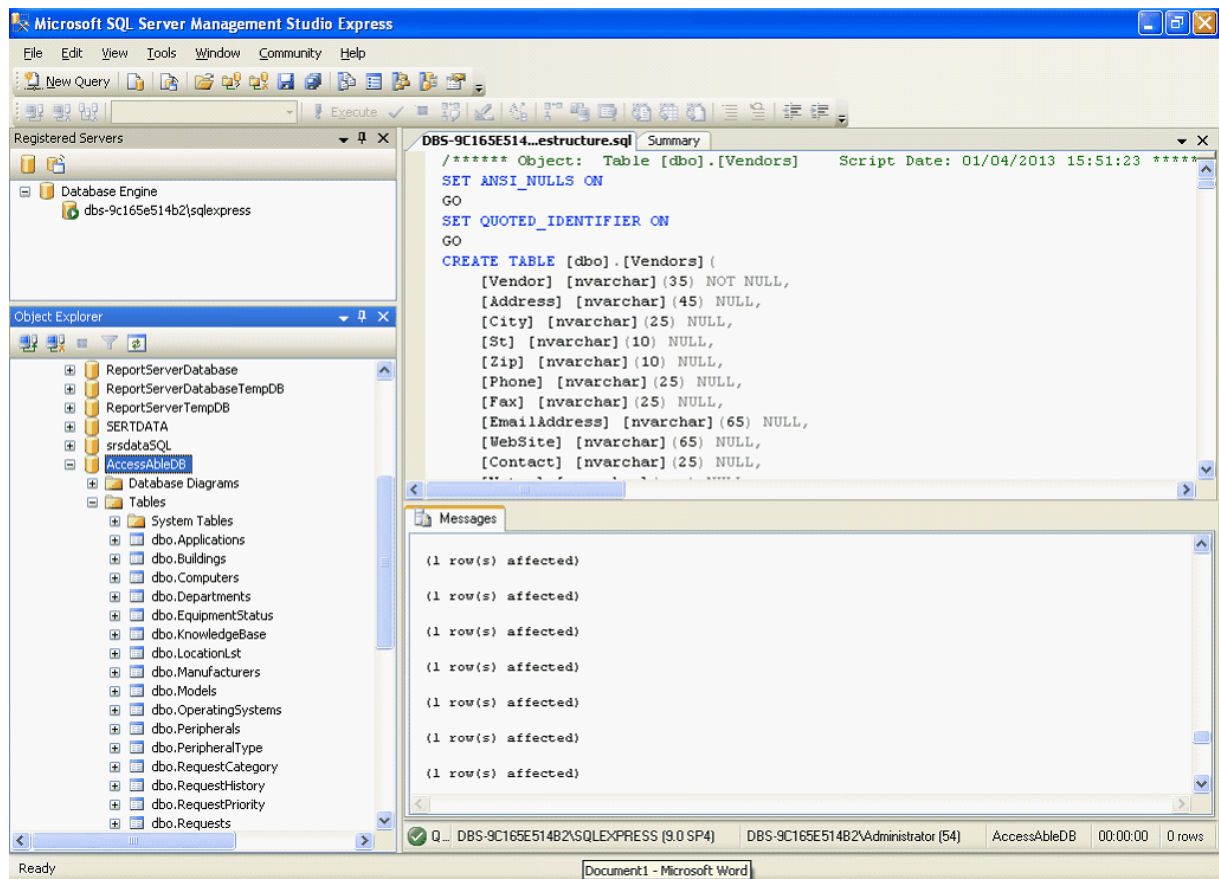 Microsoft SQL Server Management Studio Express
File Edit View Tools Window Community Help
New Query
Execute
Registered Servers
Database Engine
dbs-9c165e514b2\sqlexpress
Object Explorer
ReportServerDatabase
ReportServerDatabaseTempDB
ReportServerTempDB
SERTDATA
srsdataSQL
AccessAbleDB
Database Diagrams
Tables
System Tables
dbo.Applications
dbo.Buildings
dbo.Computers
dbo.Departments
dbo.EquipmentStatus
dbo.KnowledgeBase
dbo.LocationLst
dbo.Manufacturers
dbo.Models
dbo.OperatingSystems
dbo.Peripherals
dbo.PeripheralType
dbo.RequestCategory
dbo.RequestHistory
dbo.RequestPriority
dbo.Requests
DBS-9C165E514...estructure.sql Summary
/****** Object: Table [dbo].[Vendors] Script Date: 01/04/2013 15:51:23 *****
SET ANSI_NULLS ON
GO
SET QUOTED_IDENTIFIER ON
GO
CREATE TABLE [dbo].[Vendors](
[Vendor] [nvarchar](35) NOT NULL,
[Address] [nvarchar](45) NULL,
[City] [nvarchar](25) NULL,
[St] [nvarchar](10) NULL,
[Zip] [nvarchar](10) NULL,
[Phone] [nvarchar](25) NULL,
[Fax] [nvarchar](25) NULL,
[EmailAddress] [nvarchar](65) NULL,
[WebSite] [nvarchar](65) NULL,
[Contact] [nvarchar](25) NULL,
Messages
(1 row(s) affected)
(1 row(s) affected)
(1 row(s) affected)
(1 row(s) affected)
(1 row(s) affected)
(1 row(s) affected)
(1 row(s) affected)
Q... DBS-9C165E514B2\SQLEXPRESS (9.0 SP4) DBS-9C165E514B2\Administrator (54) AccessAbleDB 00:00:00 0 rows
Ready
Document1 - Microsoft Word